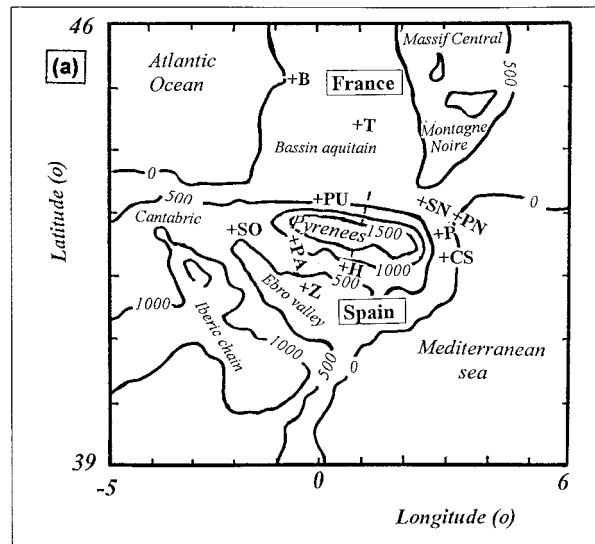 46
(a)
Atlantic
Ocean
+B
France
Massif Central
500
+T
Bassin aquitain
Montagne
Noire
0
500
+PU
+SN
+PN
0
Cantabric
+SO
Pyrenees
1500
+P
+CS
+PA
+H
1000
500
+Z
Ebro valley
Spain
1000
Iberic chain
1000
500
0
Mediterranean
sea
Latitude (o)
39
-5
0
6
Longitude (o)